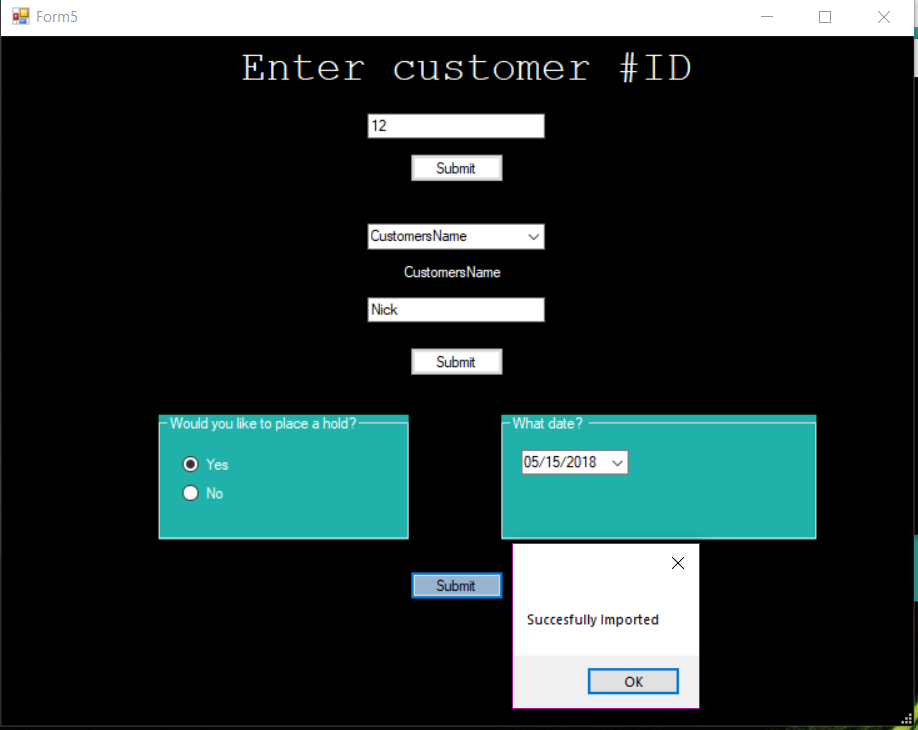 Form5
Enter customer #ID
12
Submit
CustomersName
CustomersName
Nick
Submit
Would you like to place a hold?
Yes
No
What date?
05/15/2018
Submit
Succesfully Imported
OK